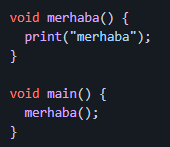 void merhaba() {
  print("merhaba");
}

void main() {
  merhaba();
}